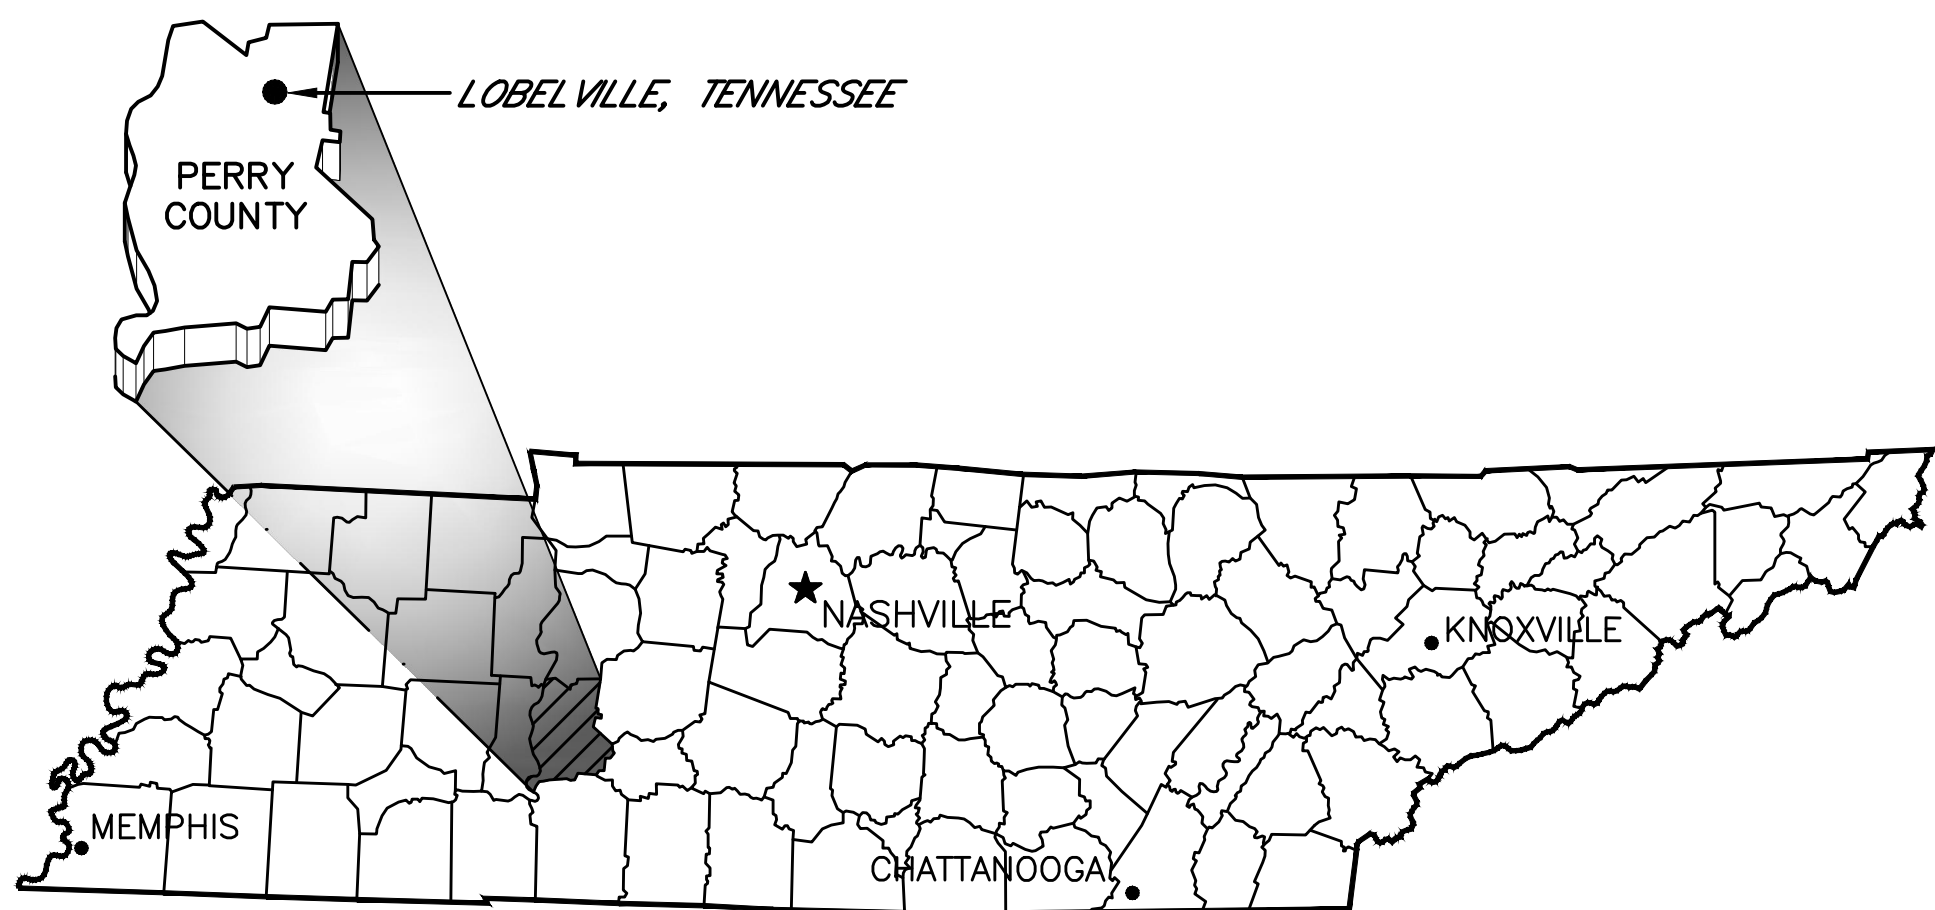 LOBELVILLE, TENNESSEE
PERRY
COUNTY
NASHVILLE
KNOXVILLE
MEMPHIS
CHATTANOOGA